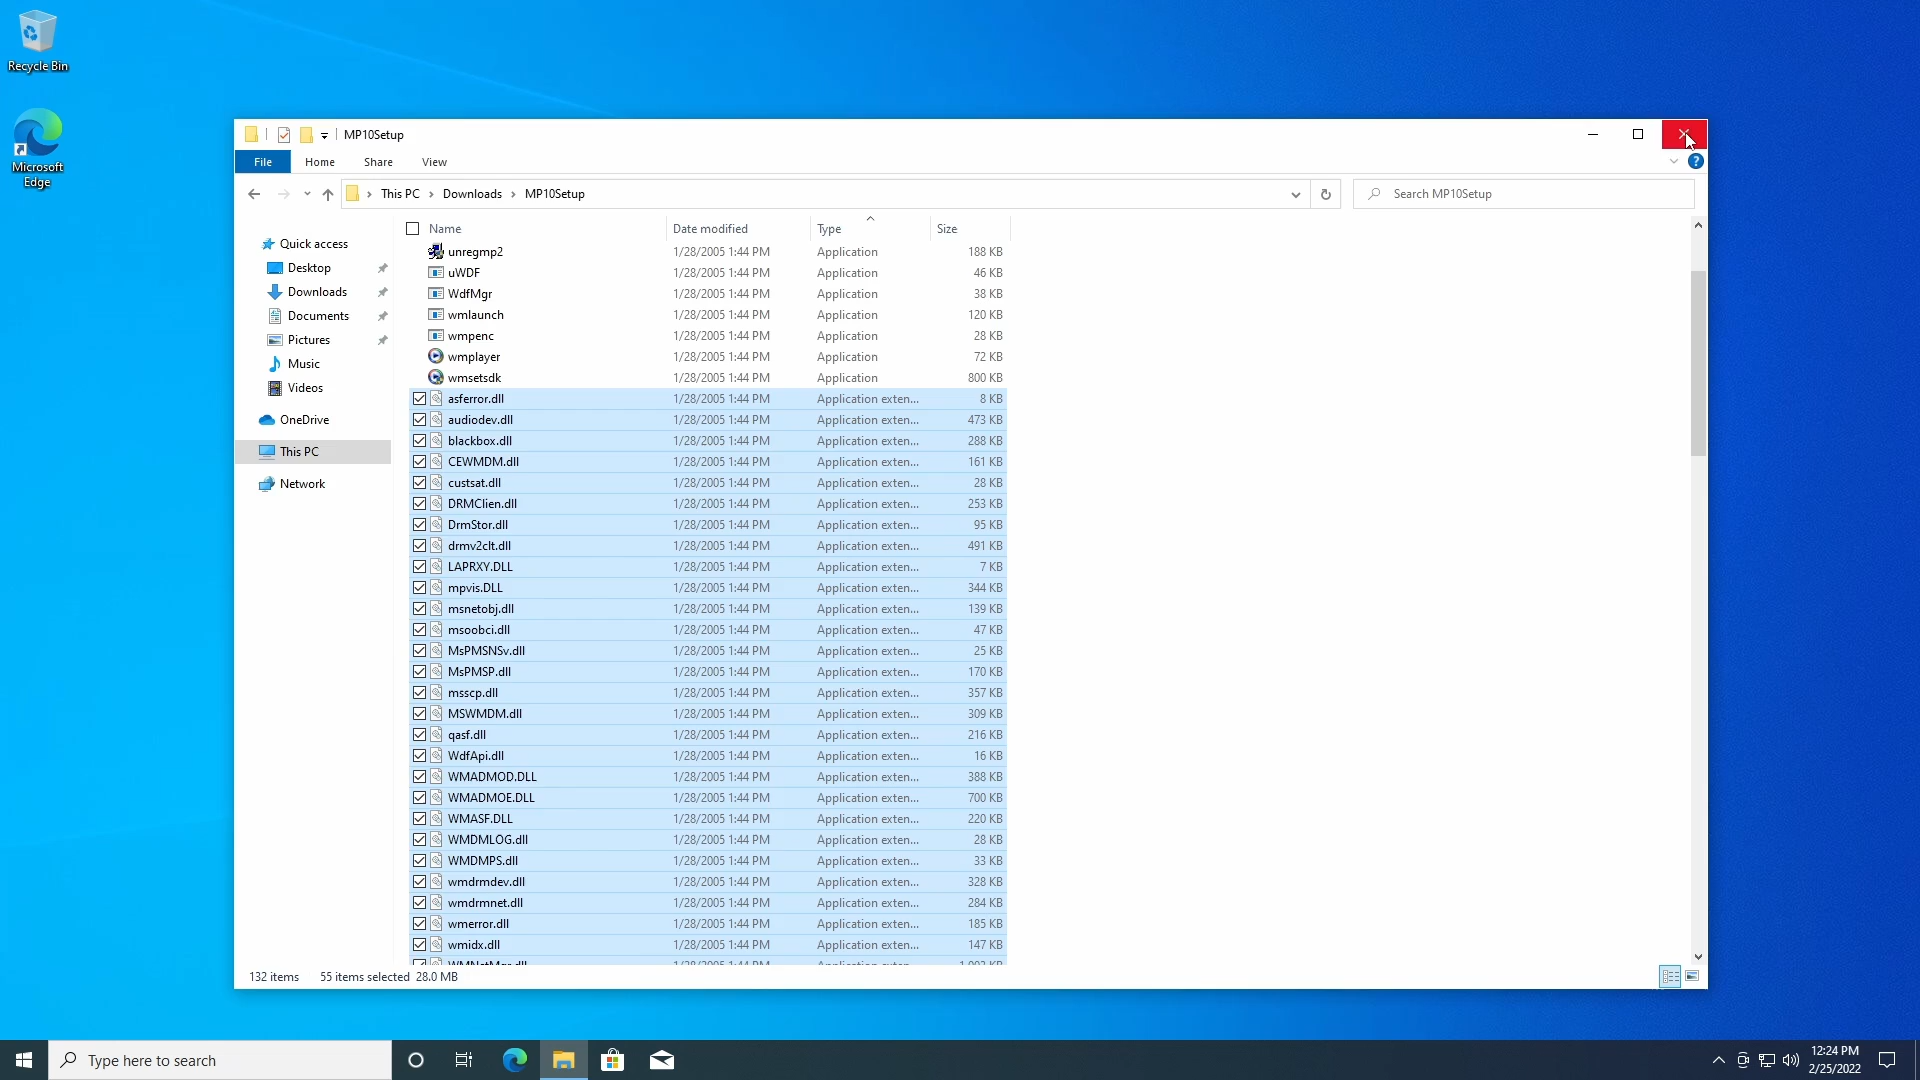 Recycle Bin
Microsoft
Edge
MP10Setup
File Home Share View
This PC Downloads MP10Setup
Search MP10Setup
Quick access
Desktop
Downloads
Documents
Pictures
Music
Videos
OneDrive
This PC
Network
Name Date modified Type Size
unregmp2 1/28/2005 1:44 PM Application 188 KB
uWDF 1/28/2005 1:44 PM Application 46 KB
WdfMgr 1/28/2005 1:44 PM Application 38 KB
wmlaunch 1/28/2005 1:44 PM Application 120 KB
wmpenc 1/28/2005 1:44 PM Application 28 KB
wmplayer 1/28/2005 1:44 PM Application 72 KB
wmsetsdk 1/28/2005 1:44 PM Application 800 KB
asferror.dll 1/28/2005 1:44 PM Application exten... 8 KB
audiodev.dll 1/28/2005 1:44 PM Application exten... 473 KB
blackbox.dll 1/28/2005 1:44 PM Application exten... 288 KB
CEWMDM.dll 1/28/2005 1:44 PM Application exten... 161 KB
custsat.dll 1/28/2005 1:44 PM Application exten... 28 KB
DRMClien.dll 1/28/2005 1:44 PM Application exten... 253 KB
DrmStor.dll 1/28/2005 1:44 PM Application exten... 95 KB
drmv2clt.dll 1/28/2005 1:44 PM Application exten... 491 KB
LAPRXY.DLL 1/28/2005 1:44 PM Application exten... 7 KB
mpvis.DLL 1/28/2005 1:44 PM Application exten... 344 KB
msnetobj.dll 1/28/2005 1:44 PM Application exten... 139 KB
msoobci.dll 1/28/2005 1:44 PM Application exten... 47 KB
MsPMSNSv.dll 1/28/2005 1:44 PM Application exten... 25 KB
MsPMSP.dll 1/28/2005 1:44 PM Application exten... 170 KB
msscp.dll 1/28/2005 1:44 PM Application exten... 357 KB
MSWMDM.dll 1/28/2005 1:44 PM Application exten... 309 KB
qasf.dll 1/28/2005 1:44 PM Application exten... 216 KB
WdfApi.dll 1/28/2005 1:44 PM Application exten... 16 KB
WMADMOD.DLL 1/28/2005 1:44 PM Application exten... 388 KB
WMADMOE.DLL 1/28/2005 1:44 PM Application exten... 700 KB
WMASF.DLL 1/28/2005 1:44 PM Application exten... 220 KB
WMDMLOG.dll 1/28/2005 1:44 PM Application exten... 28 KB
WMDMPS.dll 1/28/2005 1:44 PM Application exten... 33 KB
wmdrmdev.dll 1/28/2005 1:44 PM Application exten... 328 KB
wmdrmnet.dll 1/28/2005 1:44 PM Application exten... 284 KB
wmerror.dll 1/28/2005 1:44 PM Application exten... 185 KB
wmidx.dll 1/28/2005 1:44 PM Application exten... 147 KB
132 items 55 items selected 28.0 MB
Type here to search
12:24 PM
2/25/2022